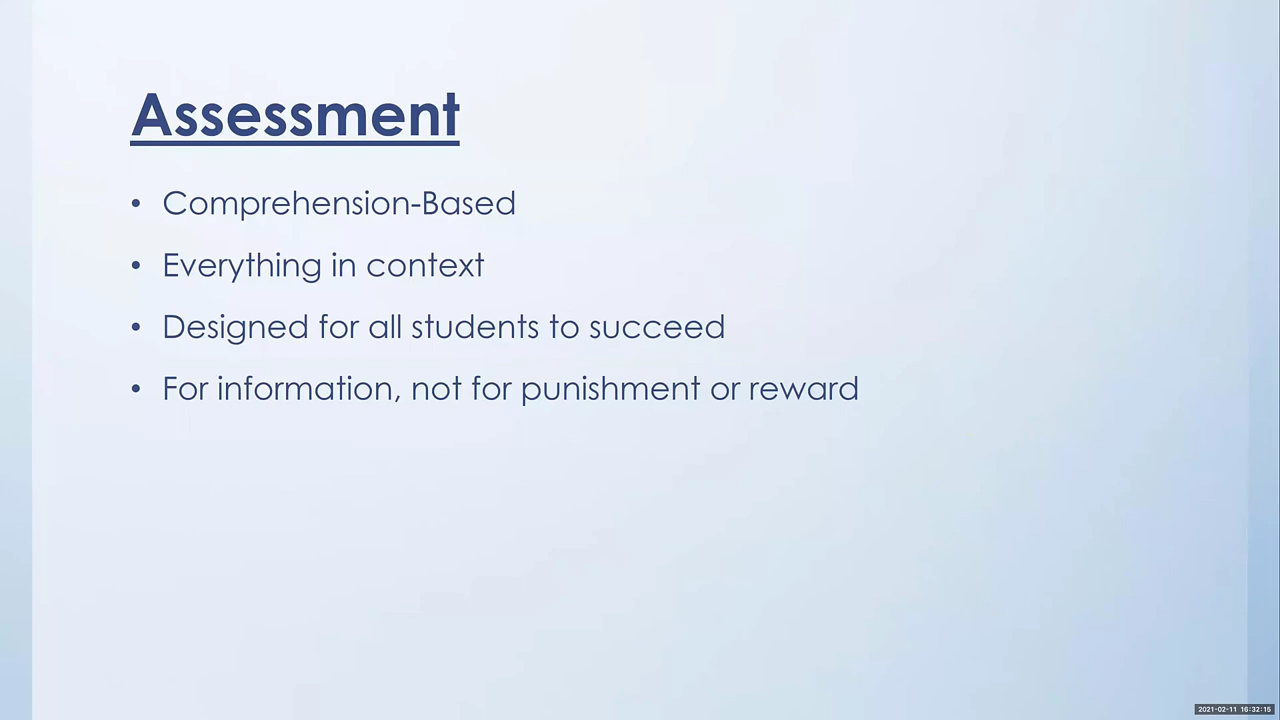 Assessment
• Comprehension-Based
• Everything in context
• Designed for all students to succeed
• For information, not for punishment or reward
2021-02-11 16:32:15